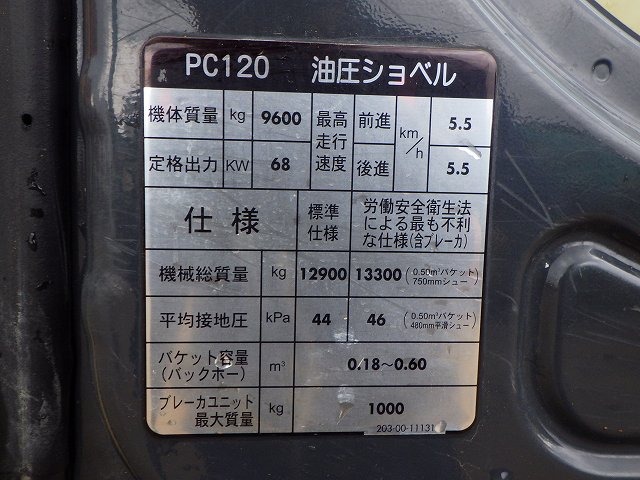 PC120 油圧ショベル
機体質量 kg 9600 最高走行速度 前進 km/h 5.5
定格出力 KW 68 後進 5.5
仕様 標準仕様 労働安全衛生法による最も不利な仕様(含ブレーカ)
機械総質量 kg 12900 13300 (0.50m³バケット 750mmシュー)
平均接地圧 kPa 44 46 (0.50m³バケット 480mm平滑シュー)
バケット容量(バックホー) m³ 0.18～0.60
ブレーカユニット最大質量 kg 1000
203-00-11131